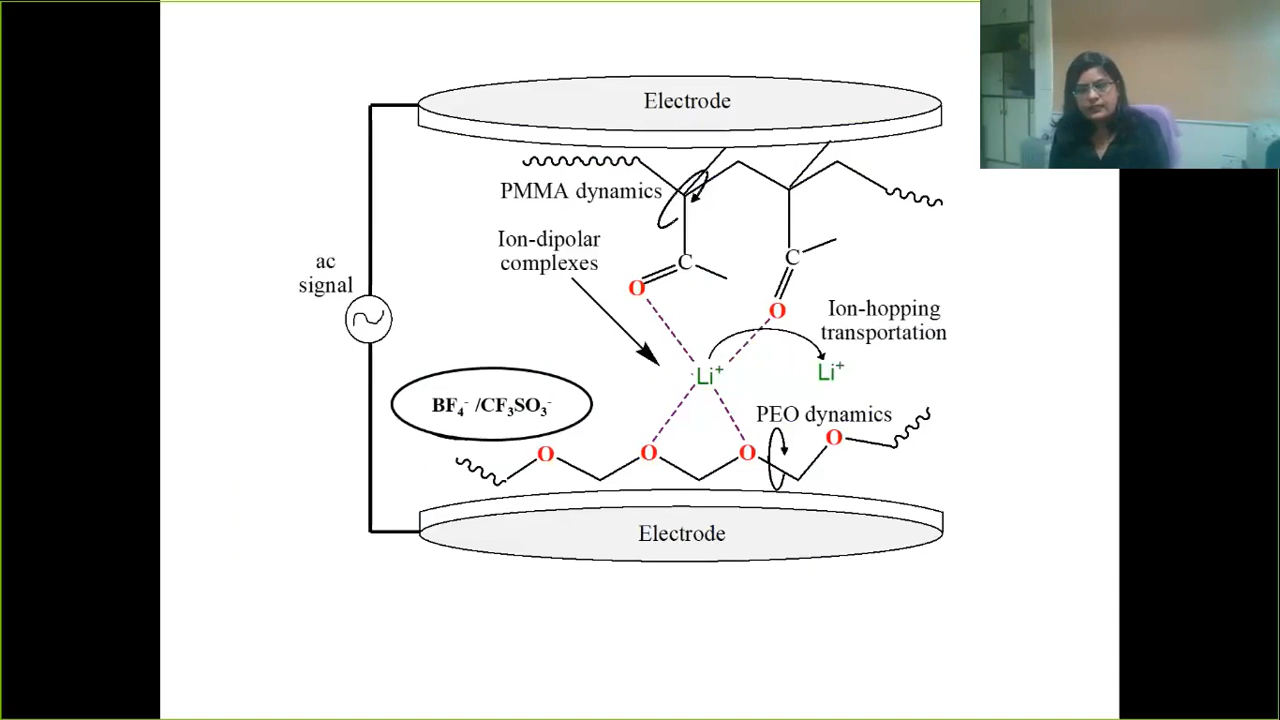 Electrode
PMMA dynamics
Ion-dipolar
complexes
ac
signal
C
C
O
O
Ion-hopping
transportation
Li⁺
Li⁺
BF₄⁻ /CF₃SO₃⁻
PEO dynamics
O
O
O
O
Electrode